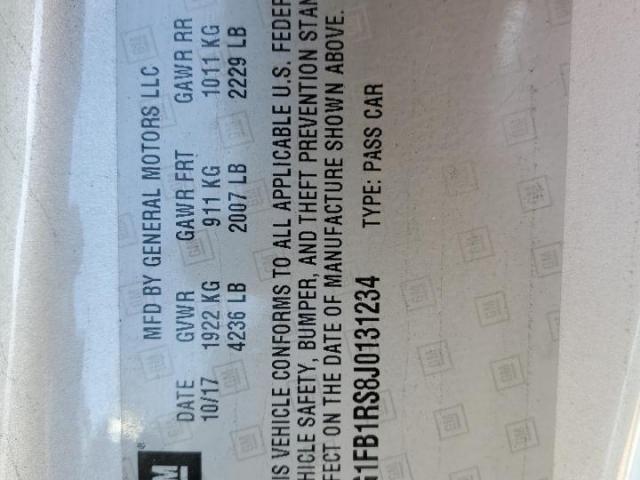 MFD BY GENERAL MOTORS LLC
DATE GVWR GAWR FRT GAWR RR
10/17 1922 KG 911 KG 1011 KG
4236 LB 2007 LB 2229 LB
IS VEHICLE CONFORMS TO ALL APPLICABLE U.S. FEDER
HICLE SAFETY, BUMPER, AND THEFT PREVENTION STAN
FECT ON THE DATE OF MANUFACTURE SHOWN ABOVE.
G1FB1RS8J0131234 TYPE: PASS CAR